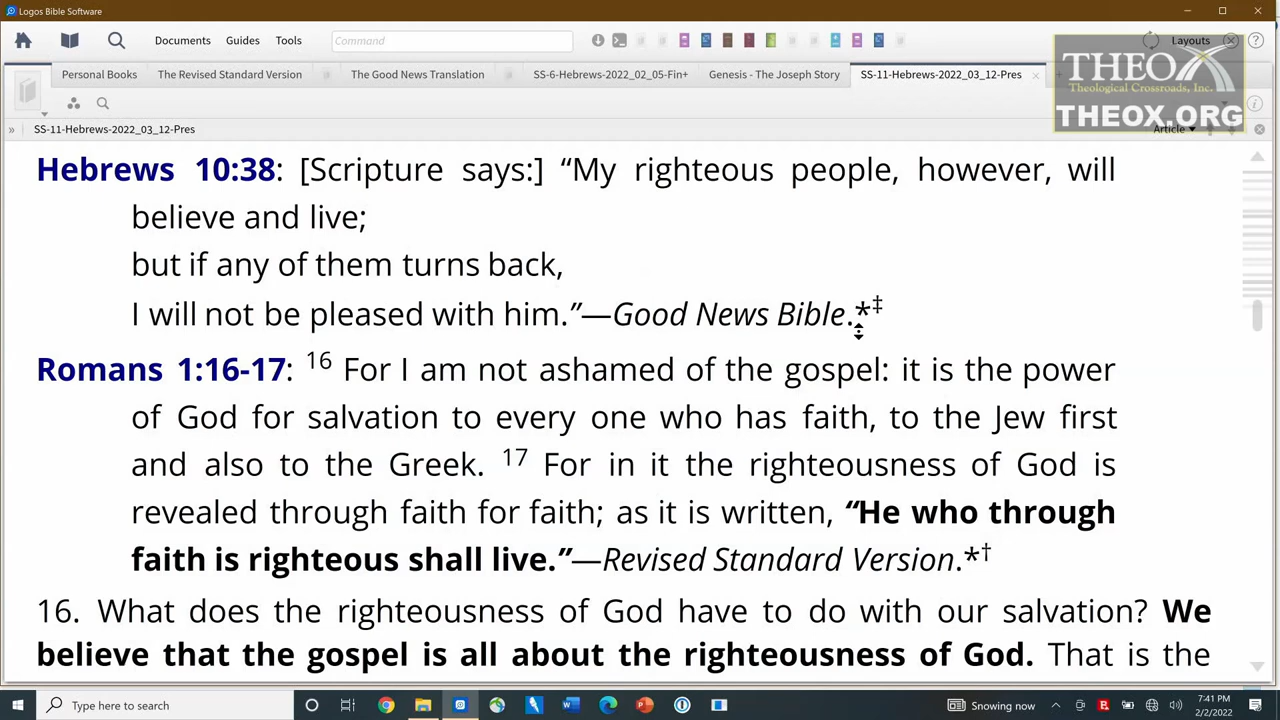 Logos Bible Software
Documents Guides Tools Command Layouts
THEOX
Theological Crossroads, Inc.
THEOX.ORG
Personal Books The Revised Standard Version The Good News Translation SS-6-Hebrews-2022_02_05-Fin+ Genesis - The Joseph Story SS-11-Hebrews-2022_03_12-Pres
SS-11-Hebrews-2022_03_12-Pres Article
Hebrews 10:38: [Scripture says:] “My righteous people, however, will
believe and live;
but if any of them turns back,
I will not be pleased with him.”—Good News Bible.*‡
Romans 1:16-17: 16 For I am not ashamed of the gospel: it is the power
of God for salvation to every one who has faith, to the Jew first
and also to the Greek. 17 For in it the righteousness of God is
revealed through faith for faith; as it is written, “He who through
faith is righteous shall live.”—Revised Standard Version.*†
16. What does the righteousness of God have to do with our salvation? We
believe that the gospel is all about the righteousness of God. That is the
Type here to search
Snowing now
7:41 PM
2/2/2022